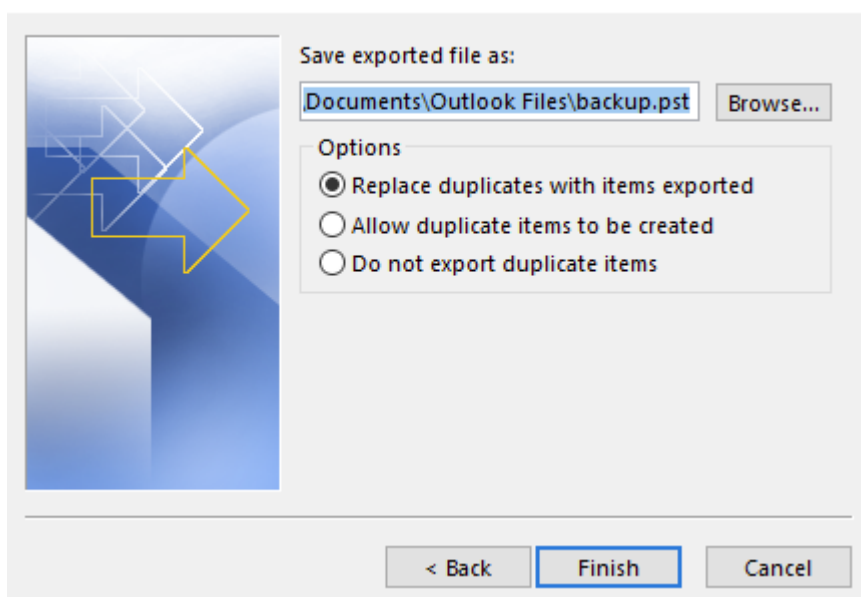 Save exported file as:
Documents\Outlook Files\backup.pst
Browse...
Options
Replace duplicates with items exported
Allow duplicate items to be created
Do not export duplicate items
< Back
Finish
Cancel